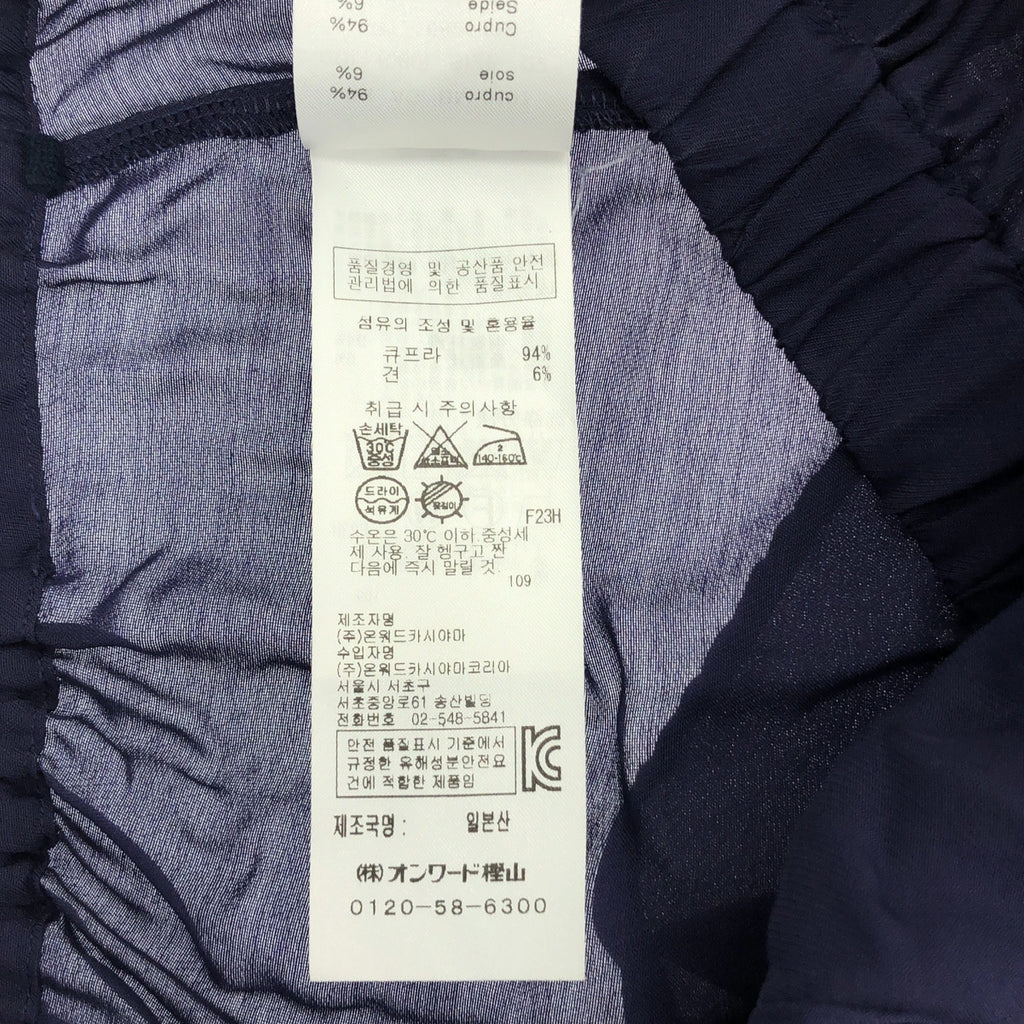 Seide 6%
Cupro 94%
soie 6%
cupro 94%
품질경영 및 공산품 안전
관리법에 의한 품질표시
섬유의 조성 및 혼용율
큐프라 94%
견 6%
취급 시 주의사항
손세탁
30℃
중성
2
140-160℃
드라이
석유계
F23H
수온은 30℃ 이하.중성세
제 사용. 잘 헹구고 짠
다음에 즉시 말릴 것.
109
제조자명
(주)온워드카시야마
수입자명
(주)온워드카시야마코리아
서울시 서초구
서초중앙로61 송산빌딩
전화번호 02-548-5841
안전 품질표시 기준에서
규정한 유해성분안전요
건에 적합한 제품임
제조국명: 일본산
(株)オンワード樫山
0120-58-6300